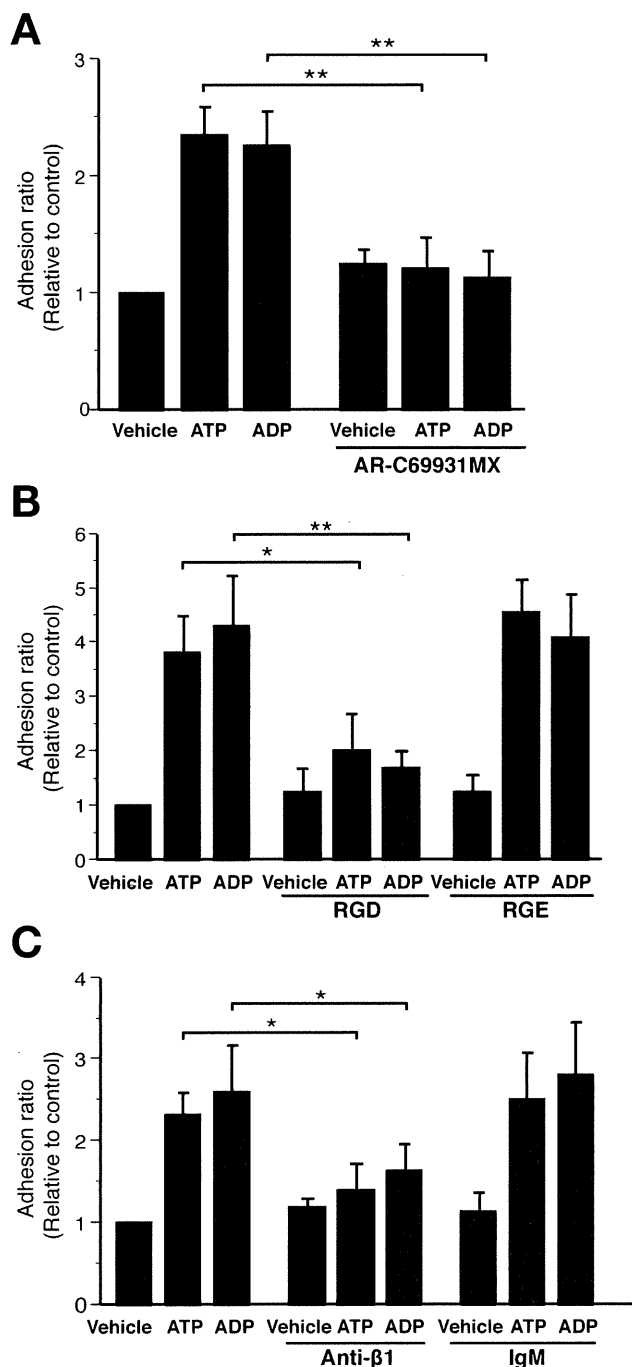 A
3
2
1
0
Adhesion ratio
(Relative to control)
**
**
Vehicle ATP ADP Vehicle ATP ADP
AR-C69931MX
B
6
5
4
3
2
1
0
Adhesion ratio
(Relative to control)
**
*
Vehicle ATP ADP Vehicle ATP ADP Vehicle ATP ADP
RGD RGE
C
4
3
2
1
0
Adhesion ratio
(Relative to control)
*
*
Vehicle ATP ADP Vehicle ATP ADP Vehicle ATP ADP
Anti-β1 IgM